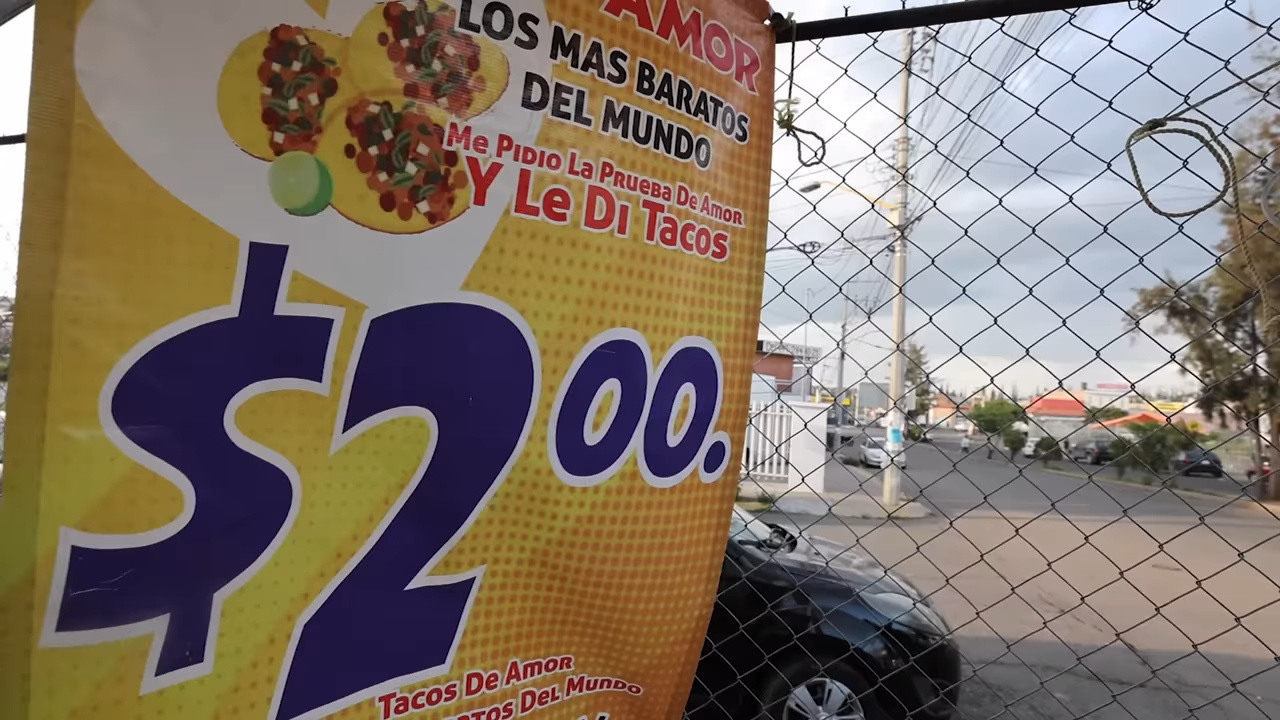 AMOR
LOS MAS BARATOS
DEL MUNDO
Me Pidio La Prueba De Amor
Y Le Di Tacos
$2 00.
Tacos De Amor
Del Mundo